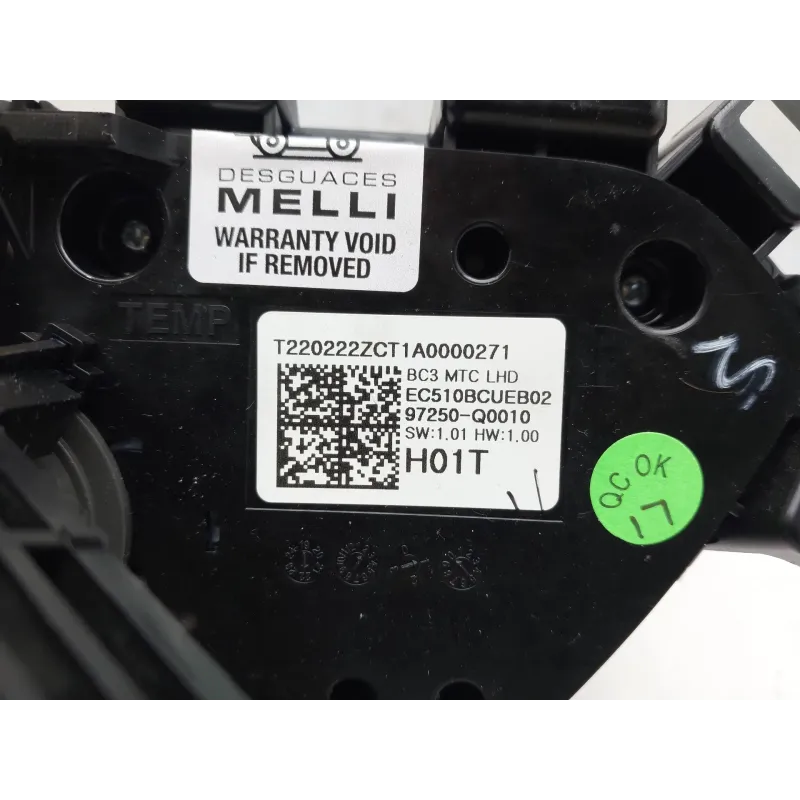 DESGUACES
MELLI
WARRANTY VOID
IF REMOVED
TEMP
T220222ZCT1A0000271
BC3 MTC LHD
EC510BCUEB02
97250-Q0010
SW:1.01 HW:1.00
H01T
QC OK
17